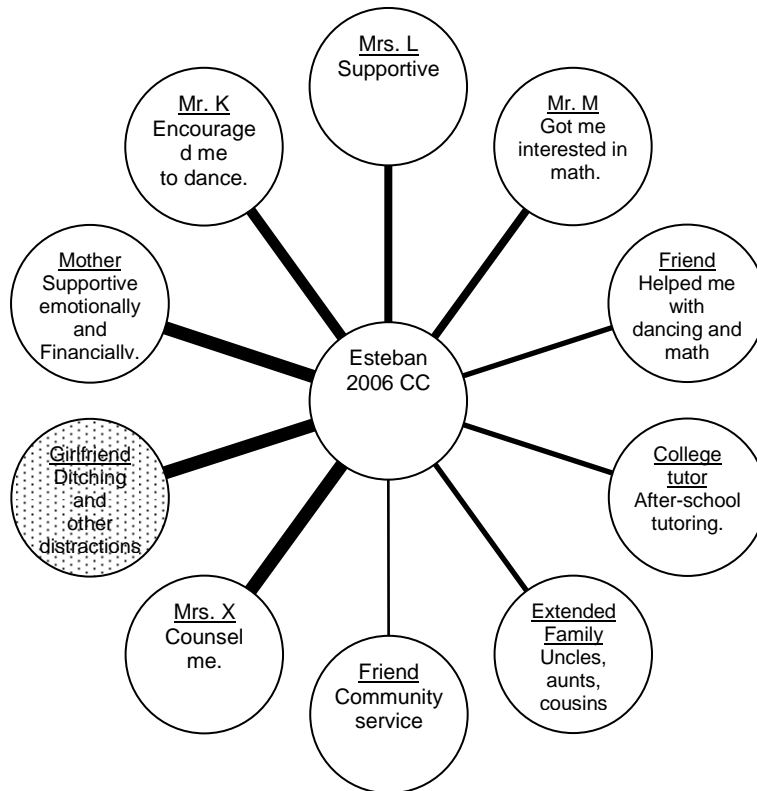 Mrs. L
Supportive
Mr. K
Encourage
d me
to dance.
Mr. M
Got me
interested in
math.
Mother
Supportive
emotionally
and
Financially.
Friend
Helped me
with
dancing and
math
Esteban
2006 CC
Girlfriend
Ditching
and
other
distractions
College
tutor
After-school
tutoring.
Mrs. X
Counsel
me.
Friend
Community
service
Extended
Family
Uncles,
aunts,
cousins